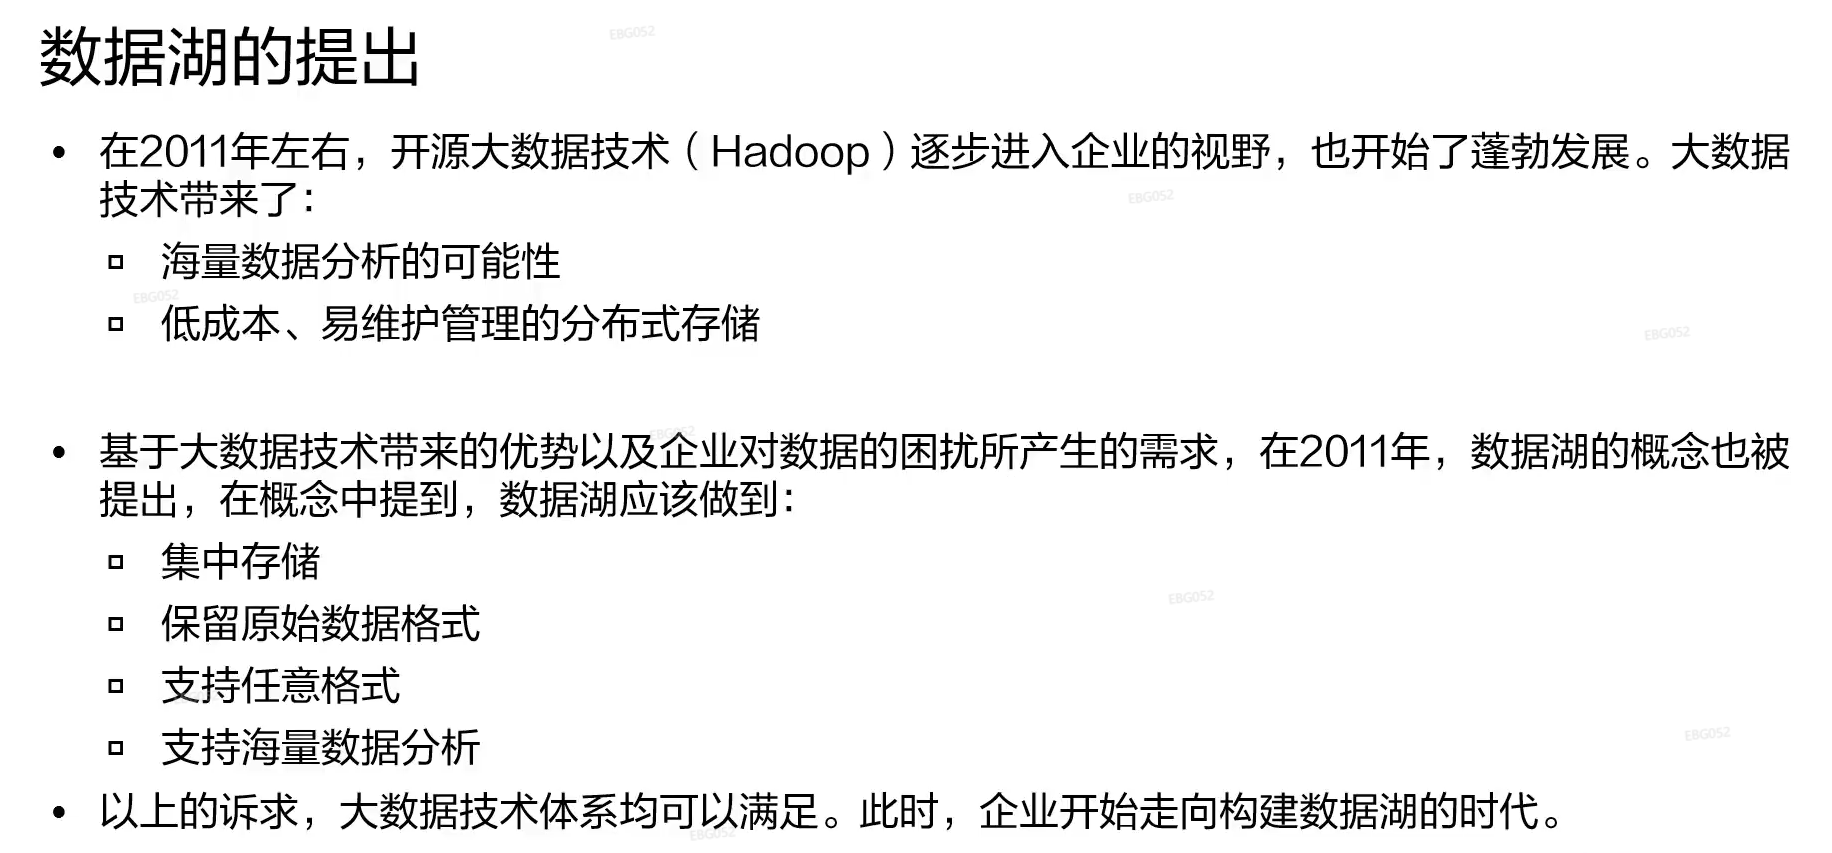 数据湖的提出
EBG052
• 在2011年左右，开源大数据技术（Hadoop）逐步进入企业的视野，也开始了蓬勃发展。大数据
技术带来了：
EBG052
▫ 海量数据分析的可能性
EBG052
▫ 低成本、易维护管理的分布式存储
EBG052
EBG052
• 基于大数据技术带来的优势以及企业对数据的困扰所产生的需求，在2011年，数据湖的概念也被
提出，在概念中提到，数据湖应该做到：
▫ 集中存储
EBG052
▫ 保留原始数据格式
▫ 支持任意格式
EBG052
▫ 支持海量数据分析
• 以上的诉求，大数据技术体系均可以满足。此时，企业开始走向构建数据湖的时代。
EBG052